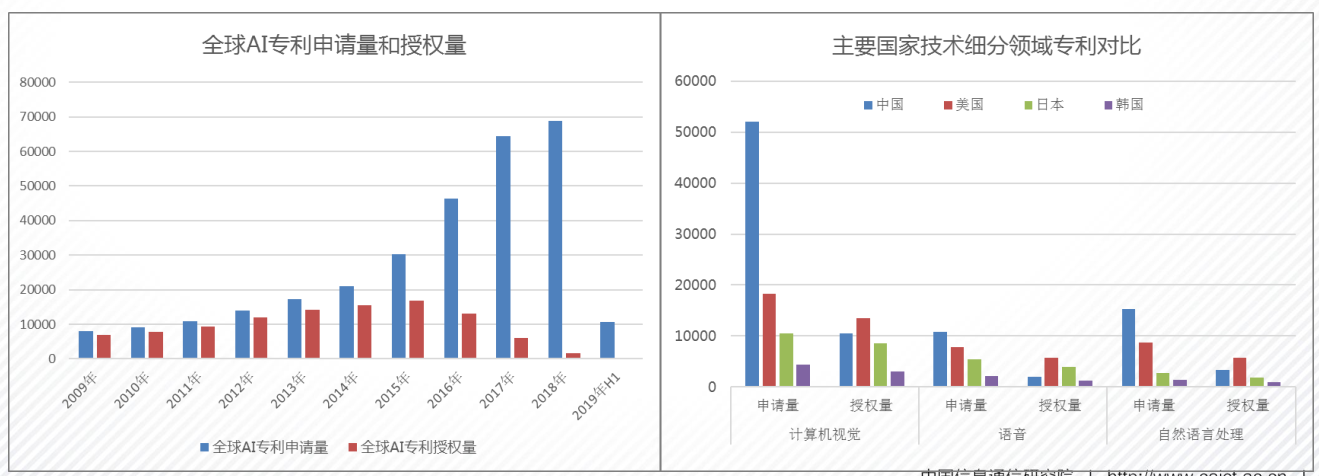 全球AI专利申请量和授权量
80000
70000
60000
50000
40000
30000
20000
10000
0
2009年 2010年 2011年 2012年 2013年 2014年 2015年 2016年 2017年 2018年 2019年H1
全球AI专利申请量 全球AI专利授权量
主要国家技术细分领域专利对比
60000
中国 美国 日本 韩国
50000
40000
30000
20000
10000
0
申请量 授权量 申请量 授权量 申请量 授权量
计算机视觉 语音 自然语言处理